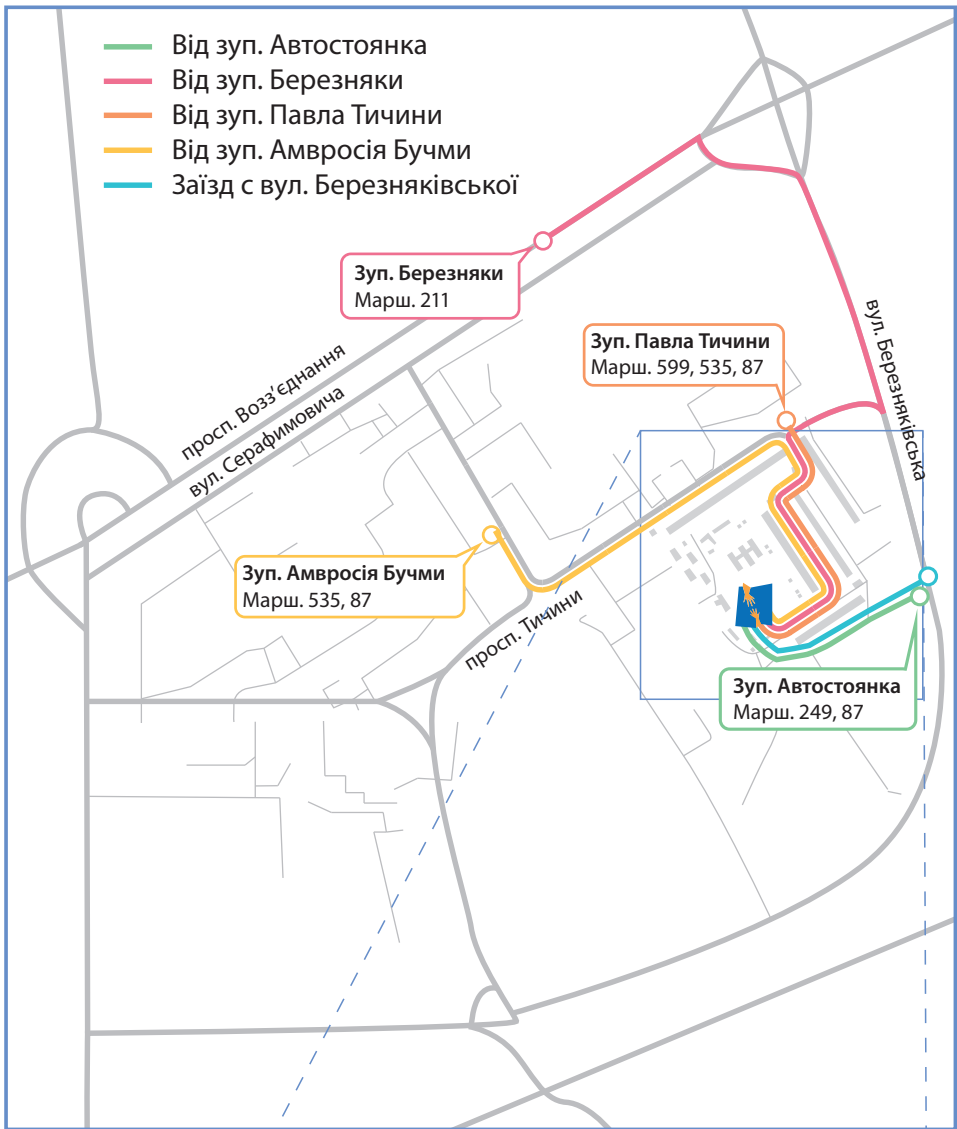 Від зуп. Автостоянка
Від зуп. Березняки
Від зуп. Павла Тичини
Від зуп. Амвросія Бучми
Заїзд с вул. Березняківської
Зуп. Березняки
Марш. 211
вул. Березняківська
Зуп. Павла Тичини
Марш. 599, 535, 87
просп. Возз’єднання
вул. Серафимовича
Зуп. Амвросія Бучми
Марш. 535, 87
просп. Тичини
Зуп. Автостоянка
Марш. 249, 87